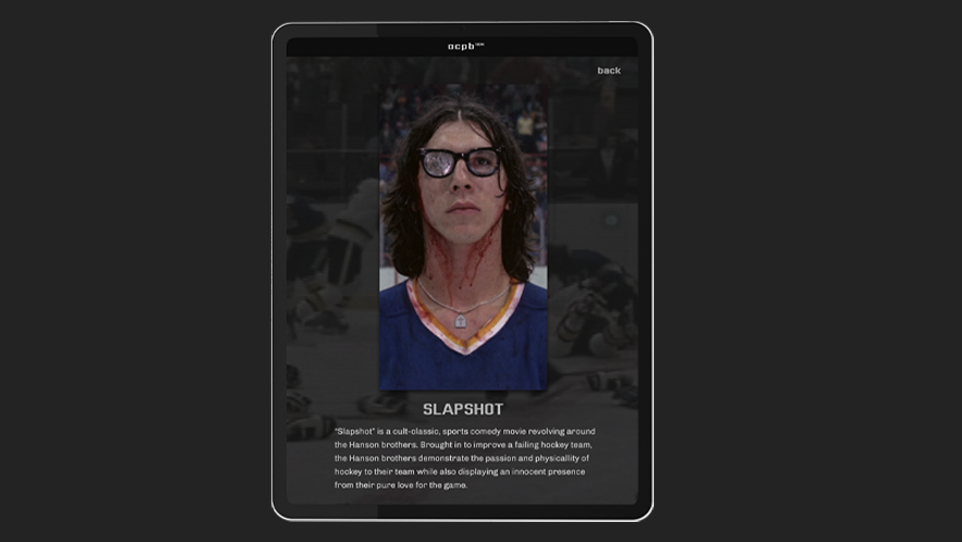 ocpb
back
SLAPSHOT
“Slapshot” is a cult-classic, sports comedy movie revolving around
the Hanson brothers. Brought in to improve a failing hockey team,
the Hanson brothers demonstrate the passion and physicallity of
hockey to their team while also displaying an innocent presence
from their pure love for the game.